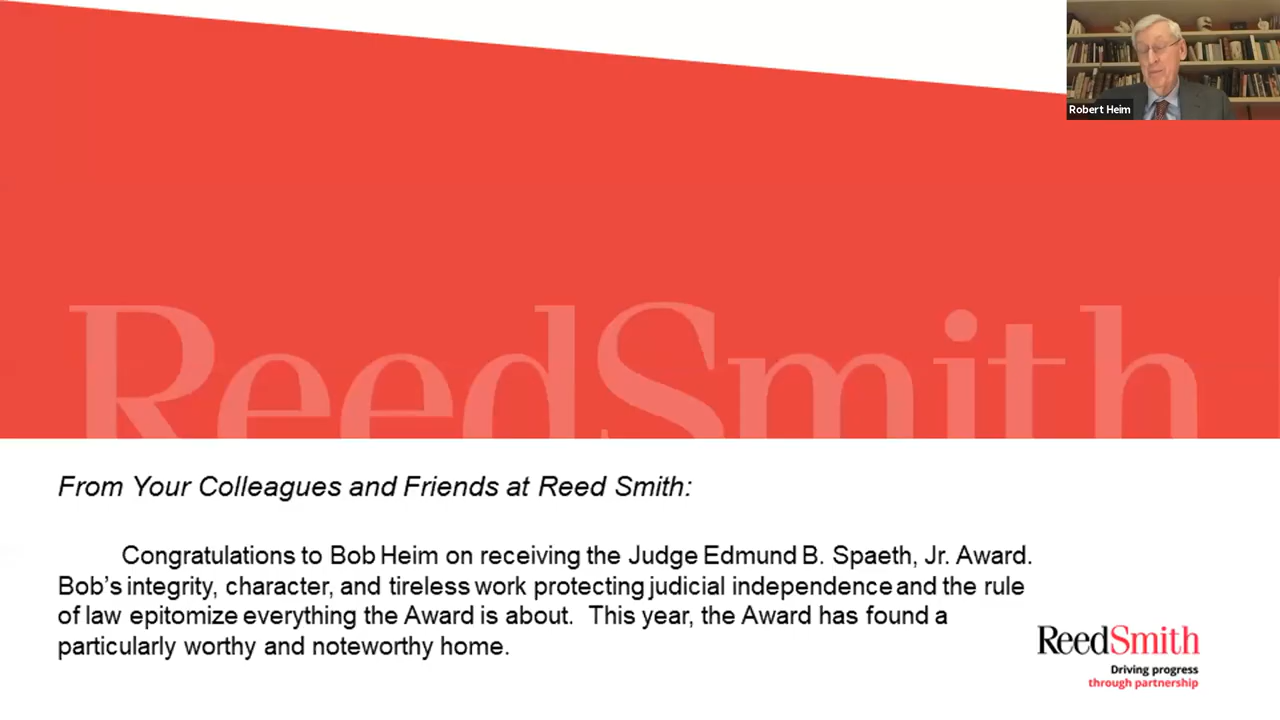 Robert Heim
ReedSmith
From Your Colleagues and Friends at Reed Smith:
Congratulations to Bob Heim on receiving the Judge Edmund B. Spaeth, Jr. Award.
Bob's integrity, character, and tireless work protecting judicial independence and the rule
of law epitomize everything the Award is about. This year, the Award has found a
particularly worthy and noteworthy home.
ReedSmith
Driving progress
through partnership